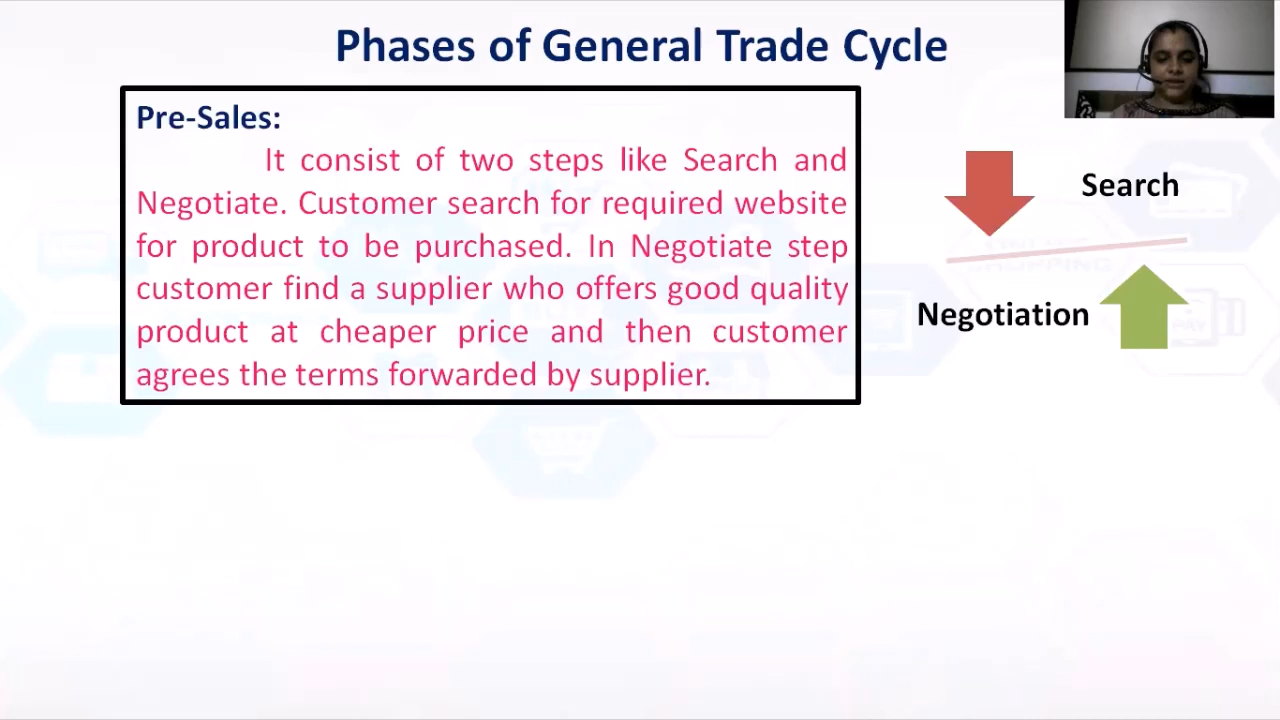 Phases of General Trade Cycle
Pre-Sales:
It consist of two steps like Search and
Negotiate. Customer search for required website
for product to be purchased. In Negotiate step
customer find a supplier who offers good quality
product at cheaper price and then customer
agrees the terms forwarded by supplier.
Search
Negotiation
SHOPPING